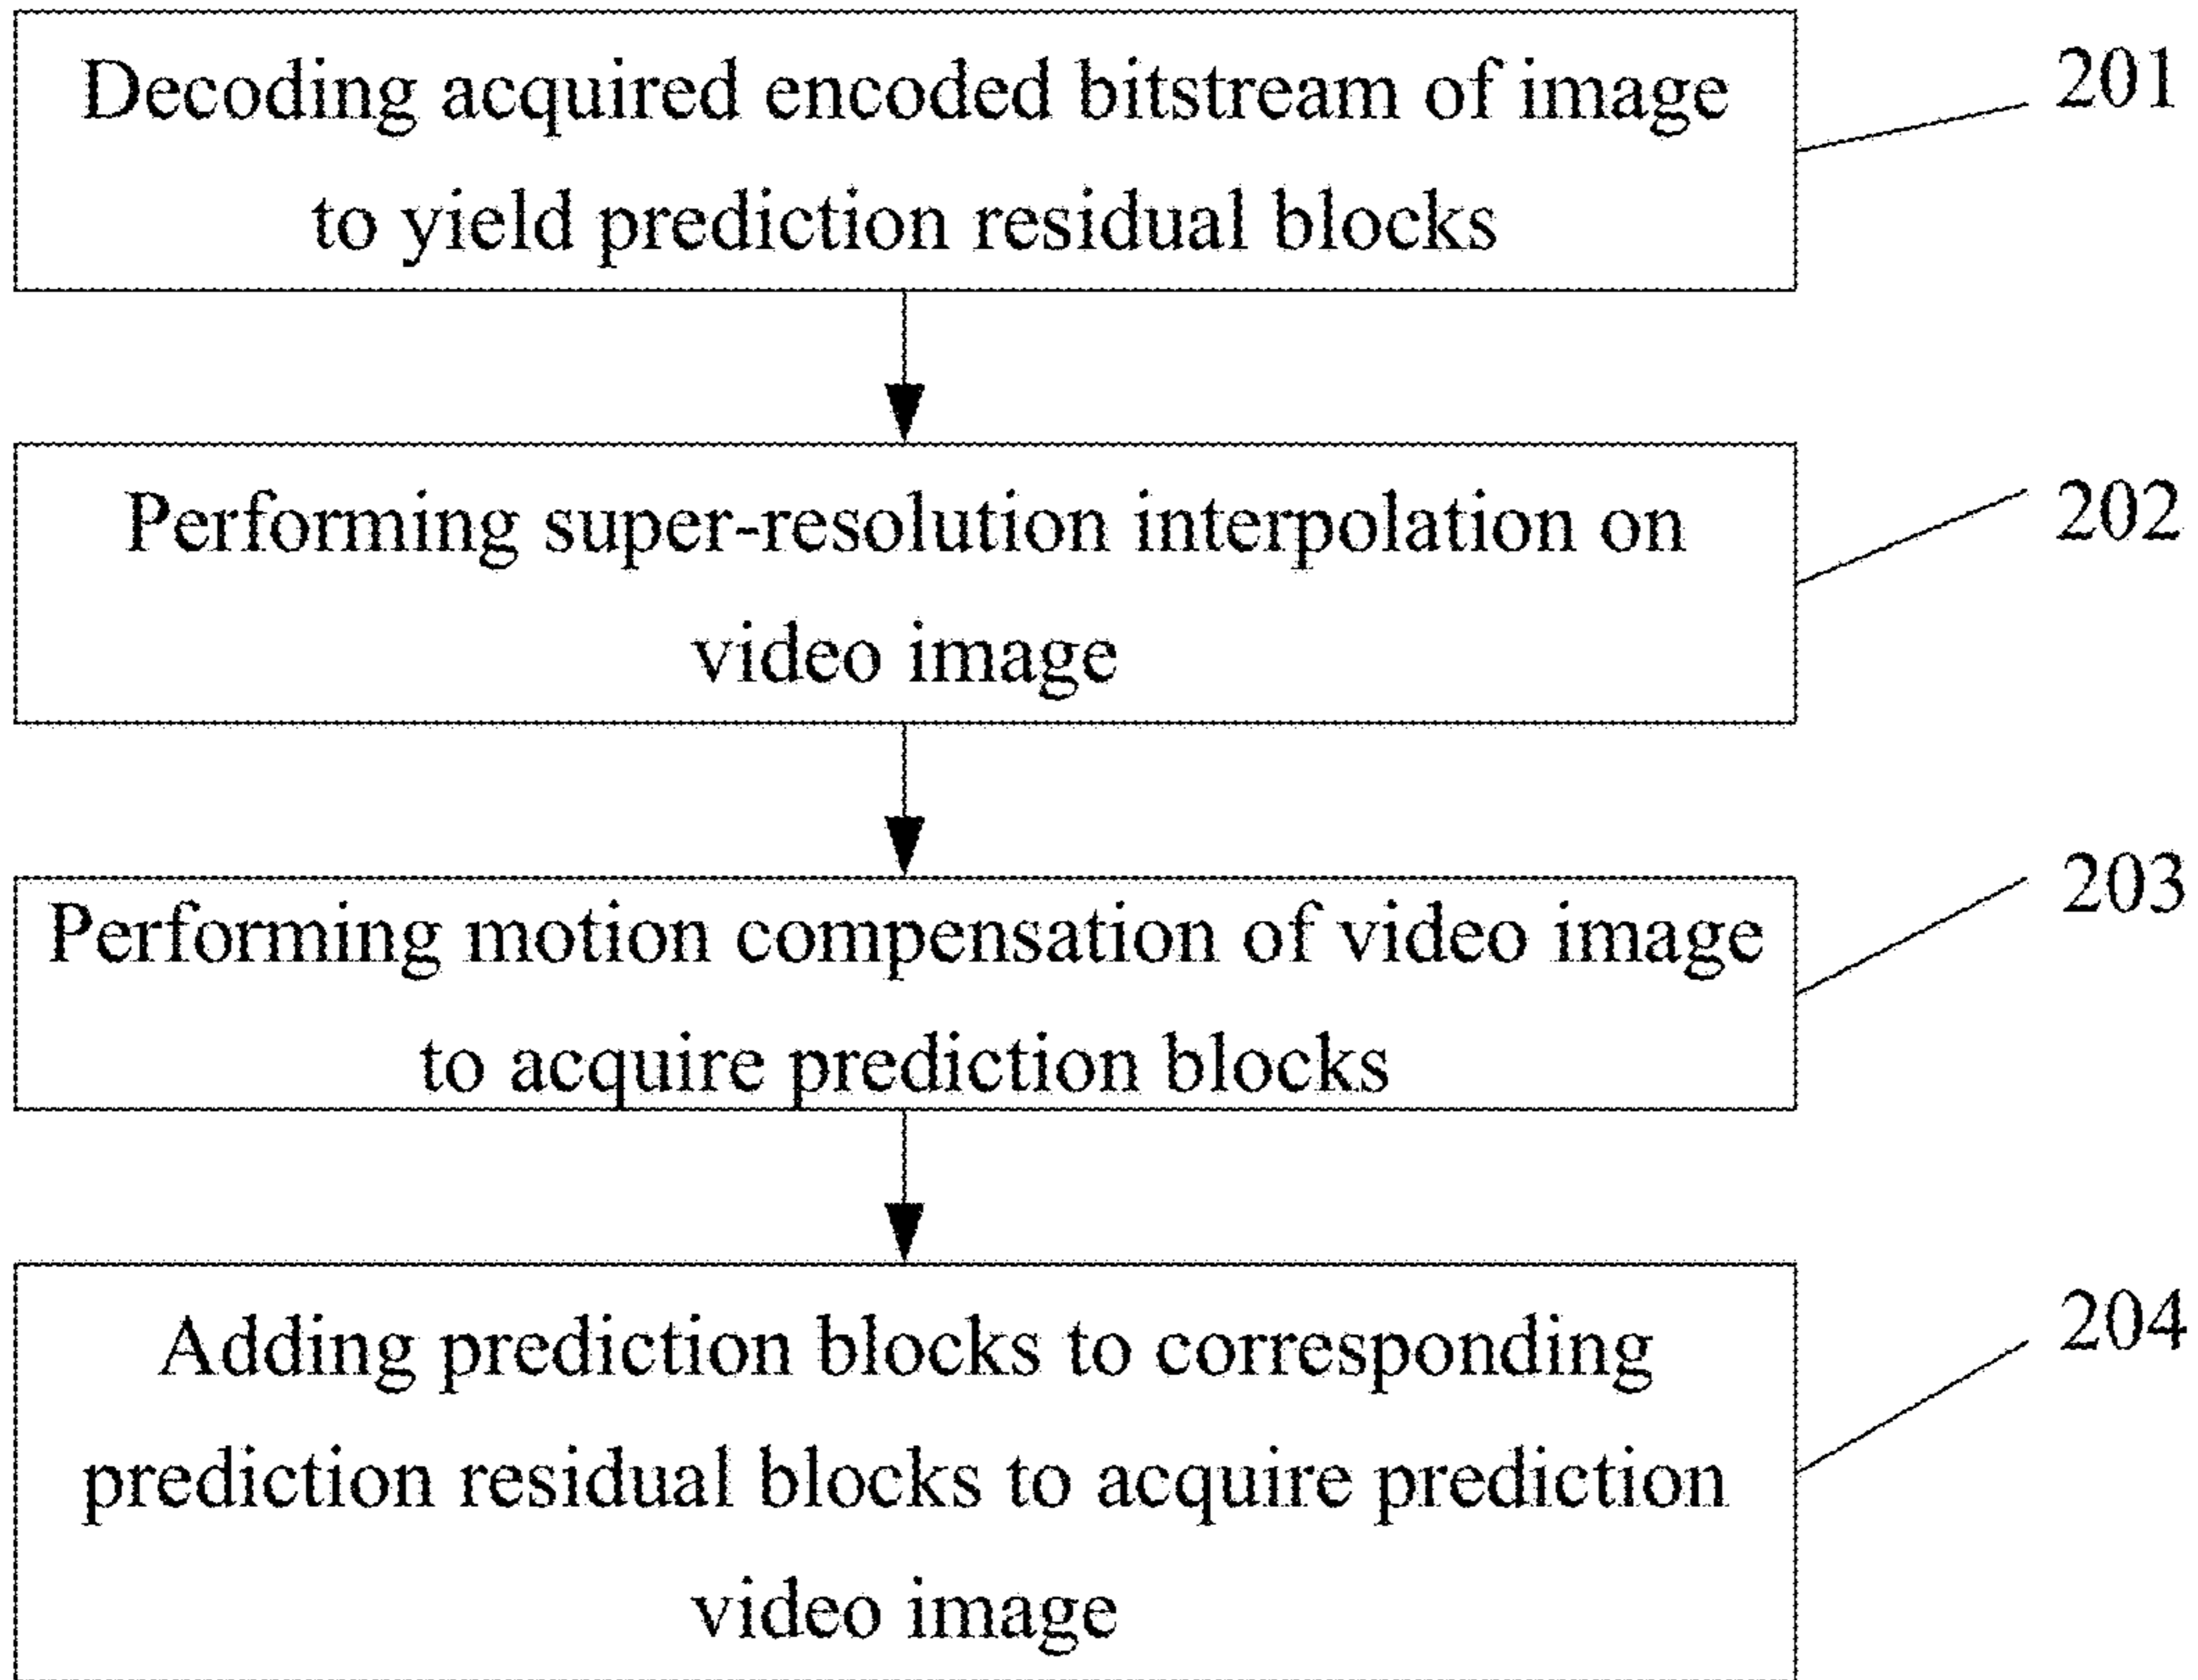 Decoding acquired encoded bitstream of image
to yield prediction residual blocks
201
Performing super-resolution interpolation on
video image
202
Performing motion compensation of video image
to acquire prediction blocks
203
Adding prediction blocks to corresponding
prediction residual blocks to acquire prediction
video image
204